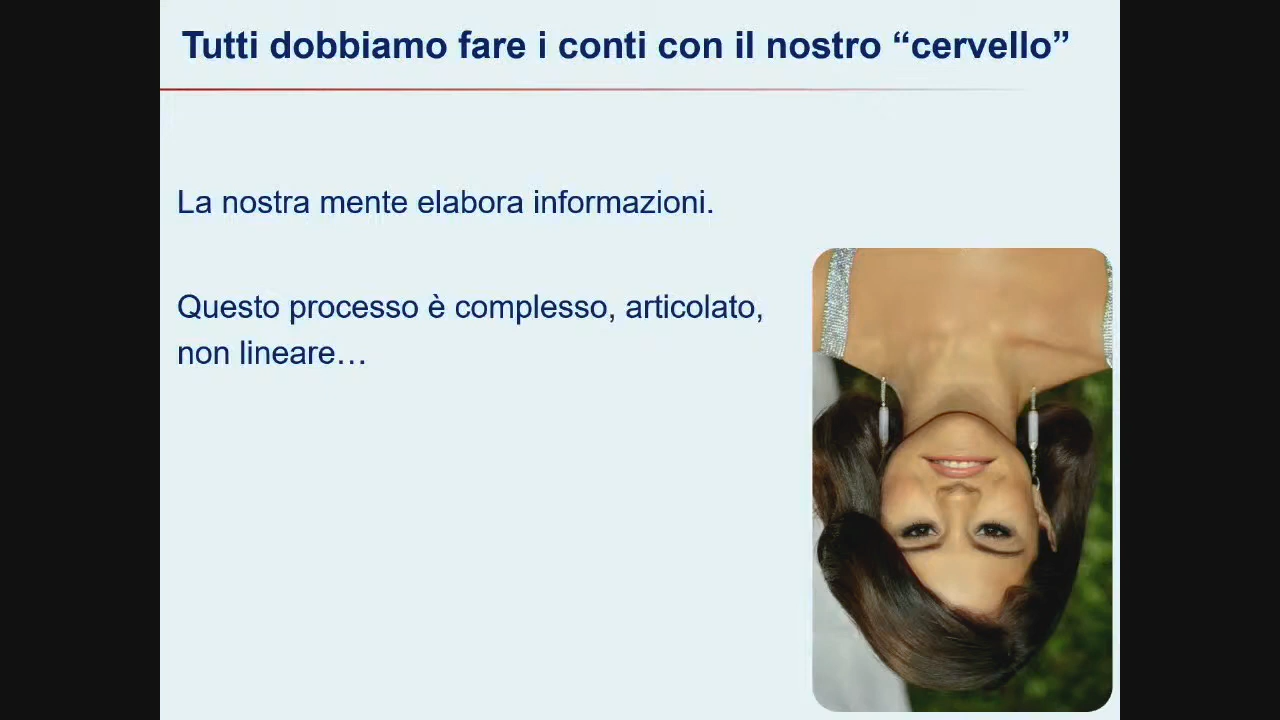 Tutti dobbiamo fare i conti con il nostro “cervello”
La nostra mente elabora informazioni.
Questo processo è complesso, articolato,
non lineare…